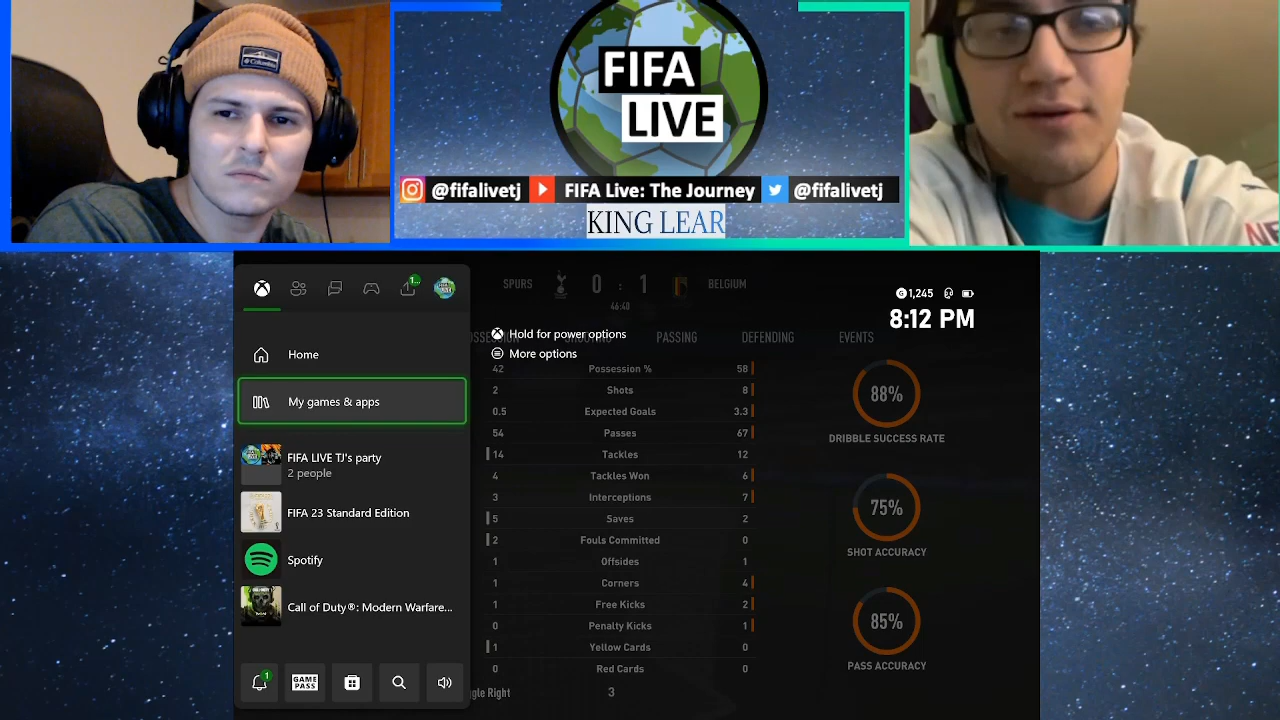 Columbia
FIFA
LIVE
@fifalivetj
FIFA Live: The Journey
@fifalivetj
KING LEAR
SPURS 0 : 1 BELGIUM
46:40
1,245
8:12 PM
Hold for power options
More options
PASSING DEFENDING EVENTS
Home
My games & apps
FIFA LIVE TJ's party
2 people
FIFA 23 Standard Edition
Spotify
Call of Duty®: Modern Warfare...
GAME
PASS
1
42 Possession % 58
2 Shots 8
0.5 Expected Goals 3.3
54 Passes 67
14 Tackles 12
4 Tackles Won 6
3 Interceptions 7
5 Saves 2
2 Fouls Committed 0
1 Offsides 1
1 Corners 4
1 Free Kicks 2
0 Penalty Kicks 1
1 Yellow Cards 0
0 Red Cards 0
gle Right 3
88%
DRIBBLE SUCCESS RATE
75%
SHOT ACCURACY
85%
PASS ACCURACY